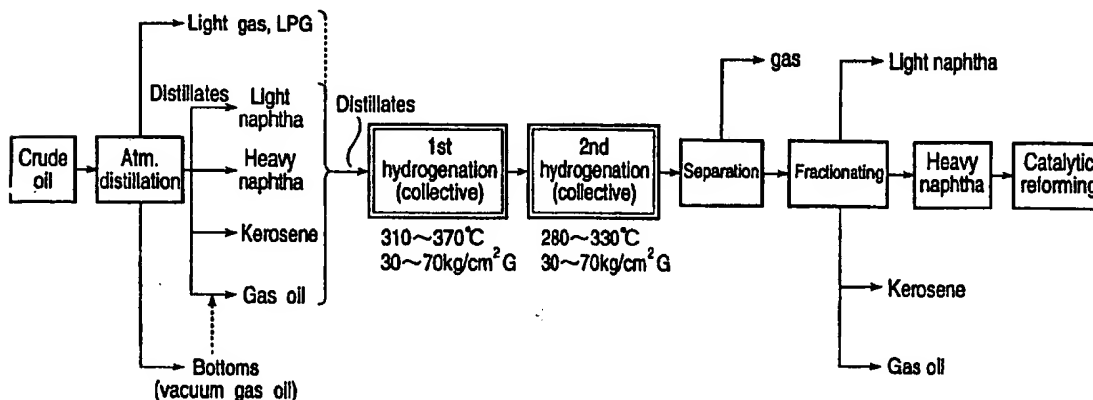 Light gas, LPG
Distillates
Light
naphtha
Heavy
naphtha
Kerosene
Gas oil
Bottoms
(vacuum gas oil)
Crude
oil
Atm.
distillation
Distillates
1st
hydrogenation
(collective)
310~370°C
30~70kg/cm²G
2nd
hydrogenation
(collective)
280~330°C
30~70kg/cm²G
Separation
gas
Fractionating
Light naphtha
Heavy
naphtha
Catalytic
reforming
Kerosene
Gas oil